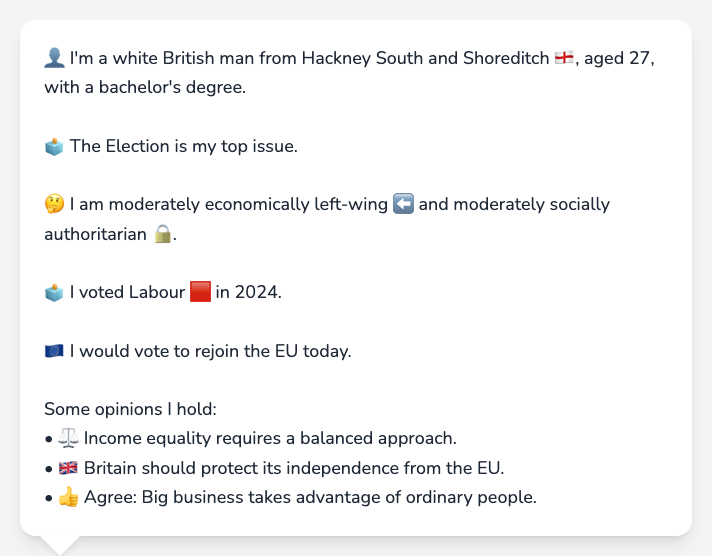 👤 I'm a white British man from Hackney South and Shoreditch 🏴󠁧󠁢󠁥󠁮󠁧󠁿, aged 27,
with a bachelor's degree.
🗳️ The Election is my top issue.
🤔 I am moderately economically left-wing ⬅️ and moderately socially
authoritarian 🔒.
🗳️ I voted Labour 🟥 in 2024.
🇪🇺 I would vote to rejoin the EU today.
Some opinions I hold:
• ⚖️ Income equality requires a balanced approach.
• 🇬🇧 Britain should protect its independence from the EU.
• 👍 Agree: Big business takes advantage of ordinary people.